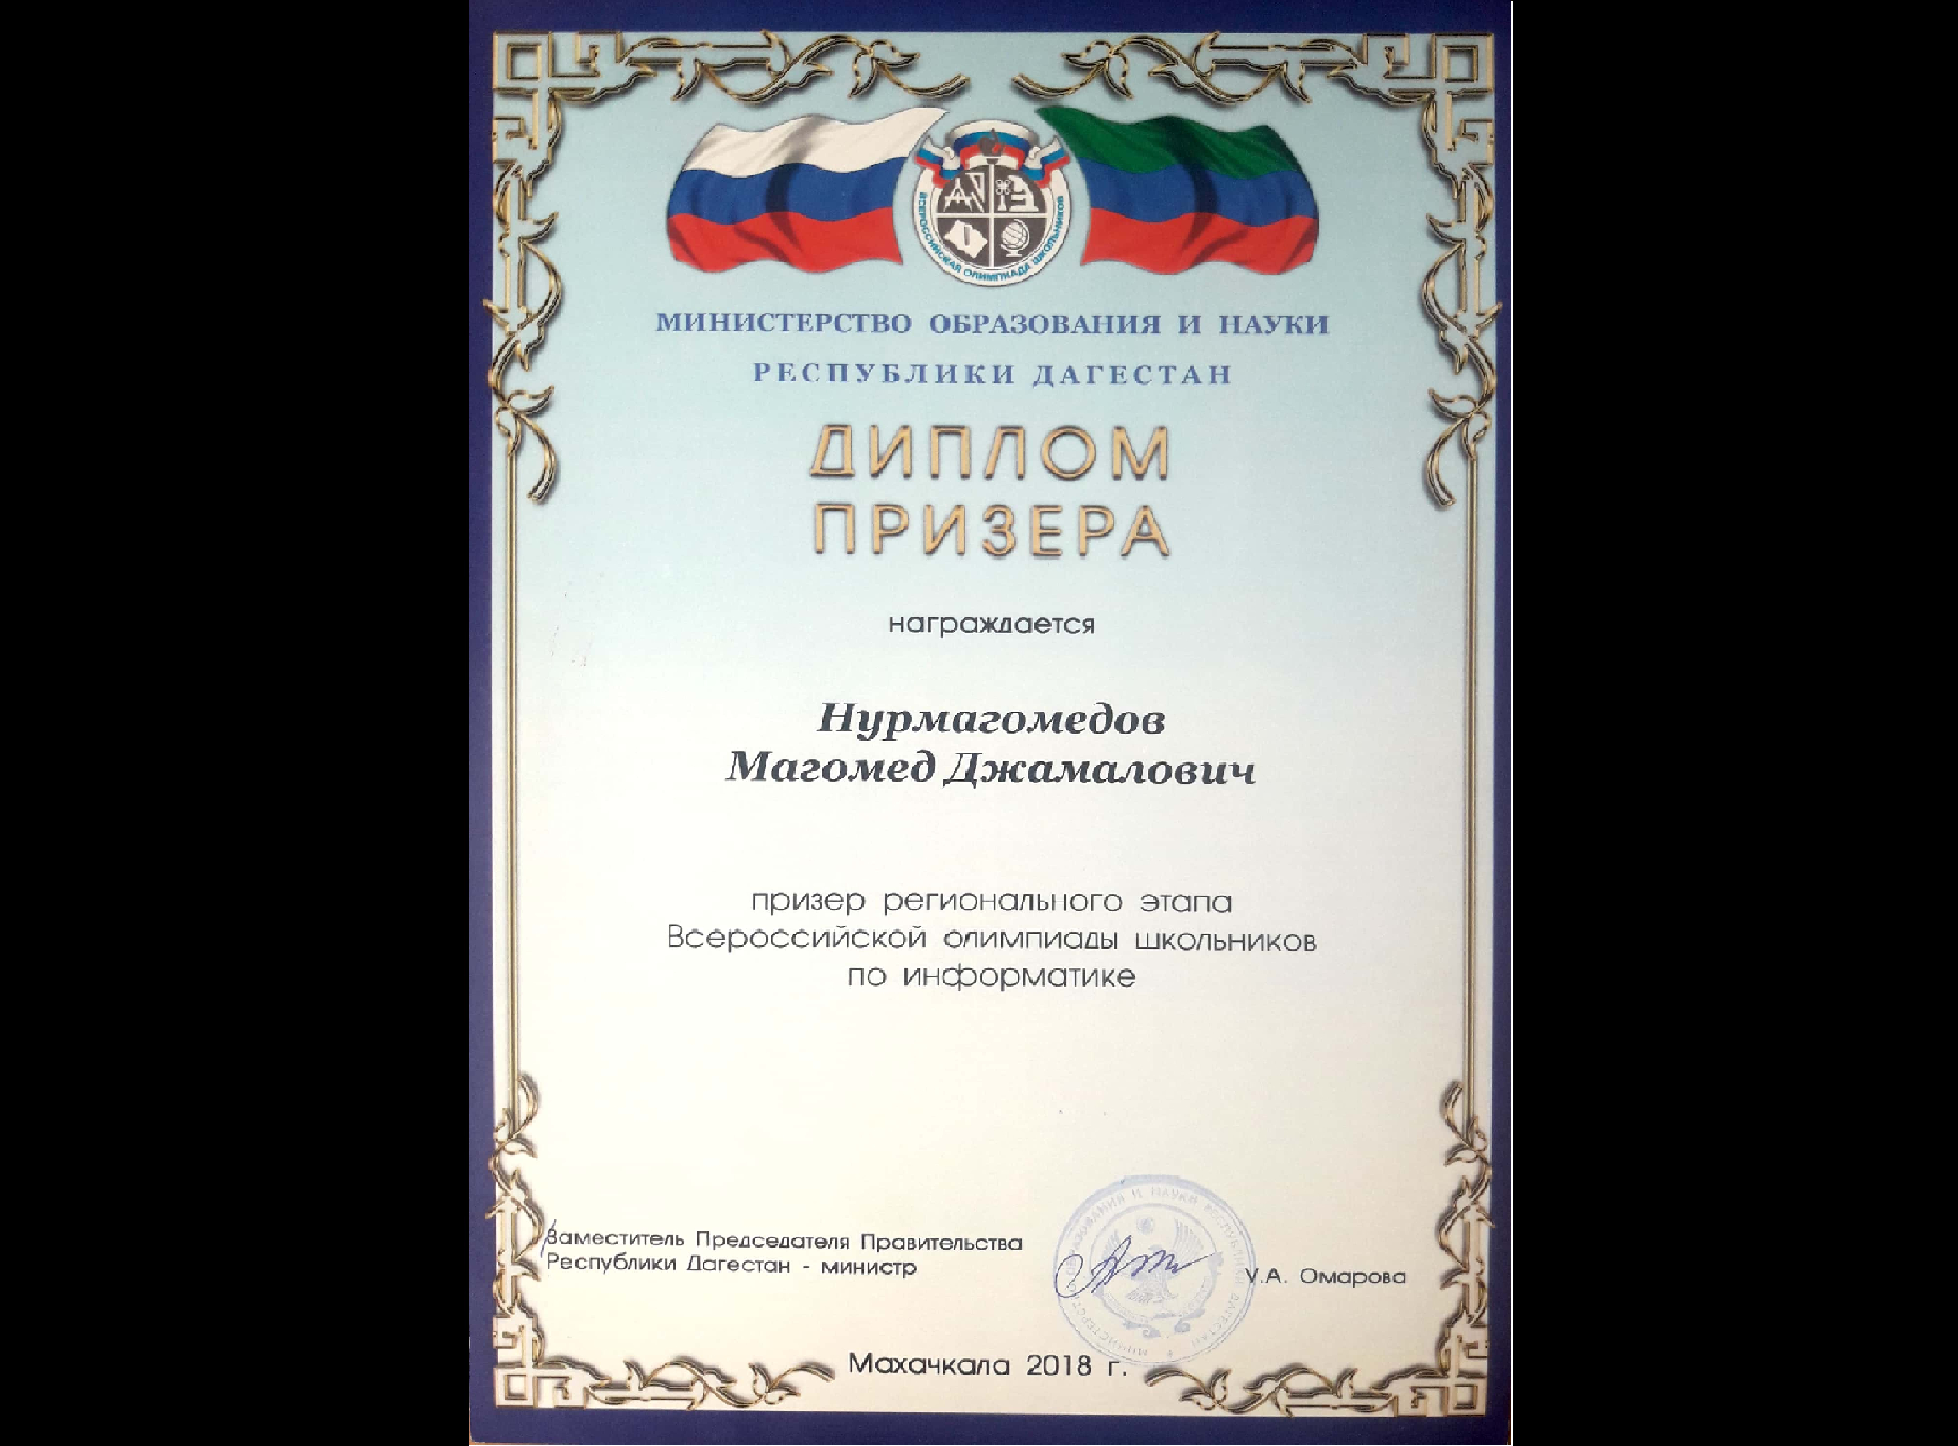 ВСЕРОССИЙСКАЯ ОЛИМПИАДА ШКОЛЬНИКОВ
МИНИСТЕРСТВО ОБРАЗОВАНИЯ И НАУКИ
РЕСПУБЛИКИ ДАГЕСТАН
ДИПЛОМ
ПРИЗЕРА
награждается
Нурмагомедов
Магомед Джамалович
призер регионального этапа
Всероссийской олимпиады школьников
по информатике
Заместитель Председателя Правительства
Республики Дагестан - министр
У.А. Омарова
Махачкала 2018 г.